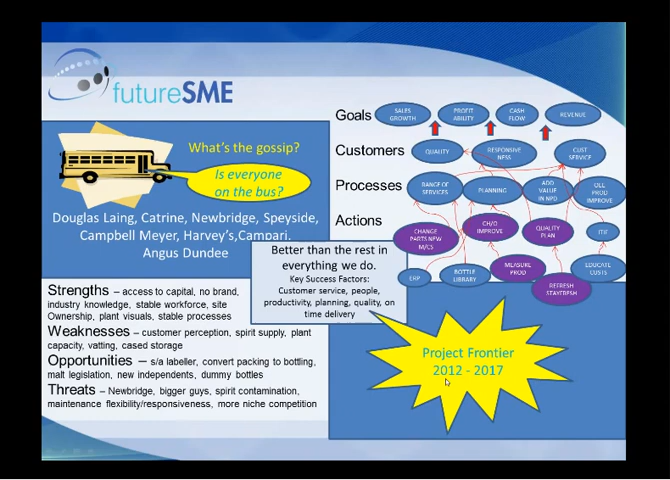 futureSME
What's the gossip?
Is everyone
on the bus?
Douglas Laing, Catrine, Newbridge, Speyside,
Campbell Meyer, Harvey's,Campari.
Angus Dundee
Goals
SALES
GROWTH
PROFIT
ABILITY
CASH
FLOW
REVENUE
Customers
QUALITY
RESPONSIVE
NESS
CUST
SERVICE
Processes
RANGE OF
SERVICES
PLANNING
ADD
VALUE
IN NPD
DEL
PROD
IMPROVE
Actions
CHANGE
PARTS NEW
M/CS
CH/O
IMPROVE
QUALITY
PLAN
ITIF
ERP
BOTTLE
LIBRARY
MEASURE
PROD
REFRESH
EDUCATE
CUSTS
Better than the rest in
everything we do.
Key Success Factors:
Customer service, people,
productivity, planning, quality, on
time delivery
Strengths – access to capital, no brand,
industry knowledge, stable workforce, site
Ownership, plant visuals, stable processes
Weaknesses – customer perception, spirit supply, plant
capacity, vatting, cased storage
Opportunities – s/a labeller, convert packing to bottling,
malt legislation, new independents, dummy bottles
Threats – Newbridge, bigger guys, spirit contamination,
maintenance flexibility/responsiveness, more niche competition
Project Frontier
2012 - 2017